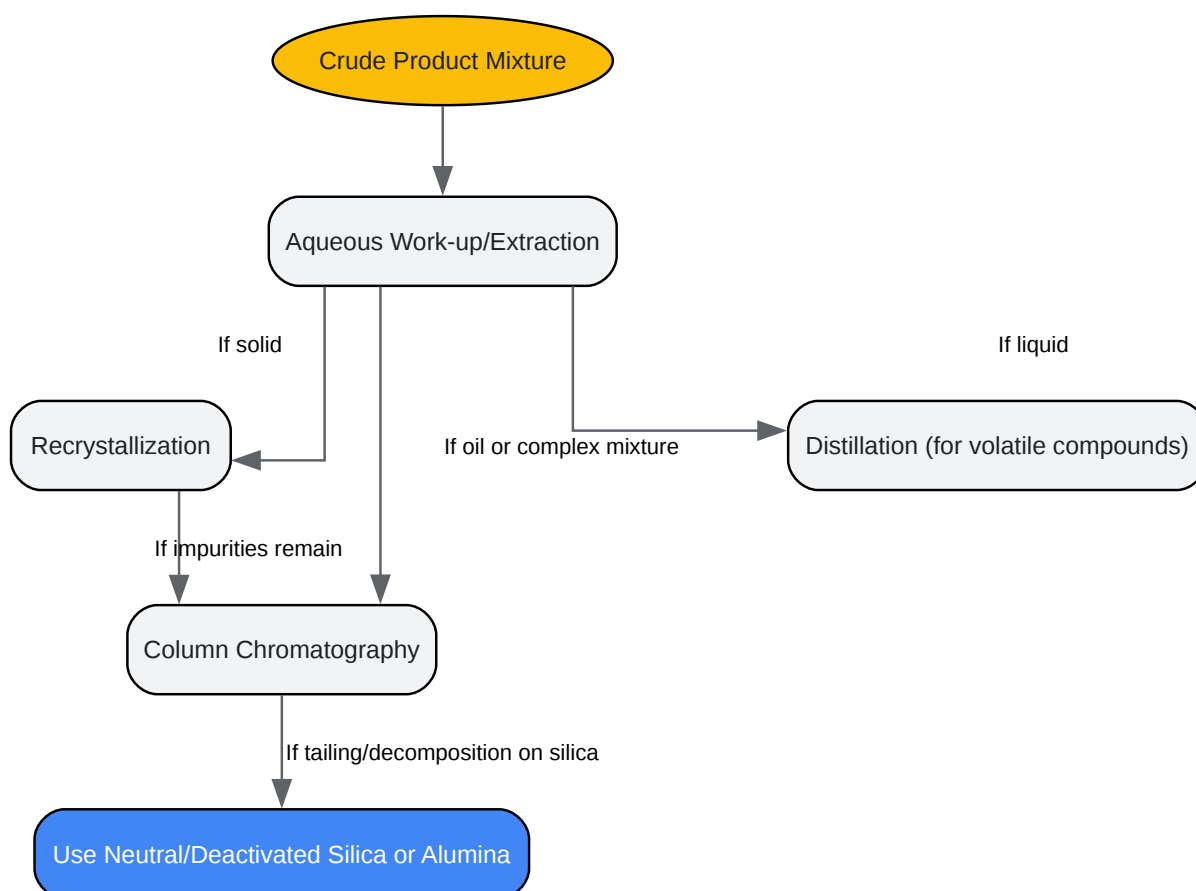 Crude Product Mixture
Aqueous Work-up/Extraction
If solid
If liquid
Recrystallization
If oil or complex mixture
Distillation (for volatile compounds)
If impurities remain
Column Chromatography
If tailing/decomposition on silica
Use Neutral/Deactivated Silica or Alumina